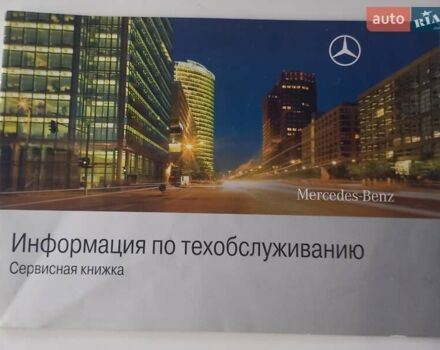 auto
RIA
Mercedes-Benz
Информация по техобслуживанию
Сервисная книжка